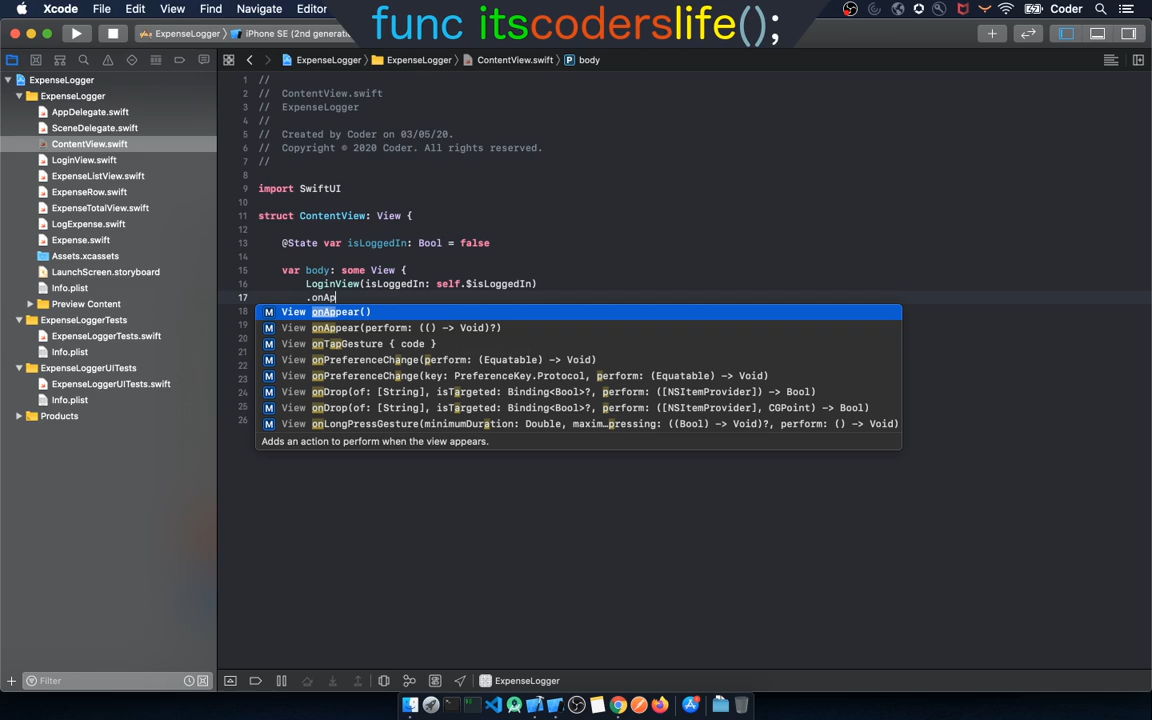 Xcode File Edit View Find Navigate Editor
func itscoderslife();
Coder
ExpenseLogger iPhone SE (2nd generati
ExpenseLogger ExpenseLogger ContentView.swift body
ExpenseLogger
ExpenseLogger
AppDelegate.swift
SceneDelegate.swift
ContentView.swift
LoginView.swift
ExpenseListView.swift
ExpenseRow.swift
ExpenseTotalView.swift
LogExpense.swift
Expense.swift
Assets.xcassets
LaunchScreen.storyboard
Info.plist
Preview Content
ExpenseLoggerTests
ExpenseLoggerTests.swift
Info.plist
ExpenseLoggerUITests
ExpenseLoggerUITests.swift
Info.plist
Products
1 //
2 // ContentView.swift
3 // ExpenseLogger
4 //
5 // Created by Coder on 03/05/20.
6 // Copyright © 2020 Coder. All rights reserved.
7 //
8
9 import SwiftUI
10
11 struct ContentView: View {
12
13 @State var isLoggedIn: Bool = false
14
15 var body: some View {
16 LoginView(isLoggedIn: self.$isLoggedIn)
17 .onAp
18
19
20
21
22
23
24
25
26
M View onAppear()
M View onAppear(perform: (() -> Void)?)
M View onTapGesture { code }
M View onPreferenceChange(perform: (Equatable) -> Void)
M View onPreferenceChange(key: PreferenceKey.Protocol, perform: (Equatable) -> Void)
M View onDrop(of: [String], isTargeted: Binding<Bool>?, perform: ([NSItemProvider]) -> Bool)
M View onDrop(of: [String], isTargeted: Binding<Bool>?, perform: ([NSItemProvider], CGPoint) -> Bool)
M View onLongPressGesture(minimumDuration: Double, maxim…pressing: ((Bool) -> Void)?, perform: () -> Void)
Adds an action to perform when the view appears.
Filter
ExpenseLogger